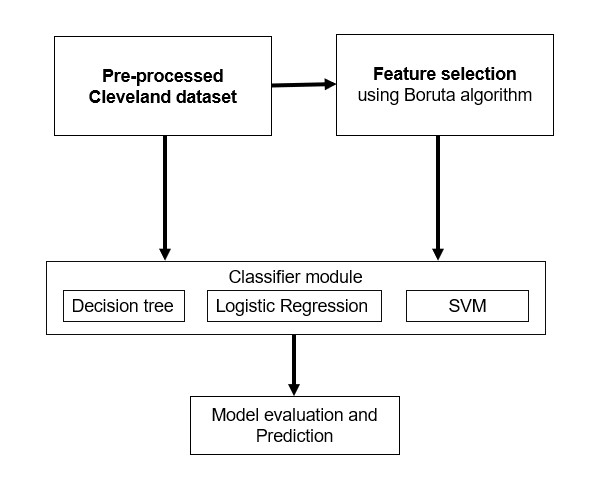 Pre-processed
Cleveland dataset
Feature selection
using Boruta algorithm
Classifier module
Decision tree
Logistic Regression
SVM
Model evaluation and
Prediction